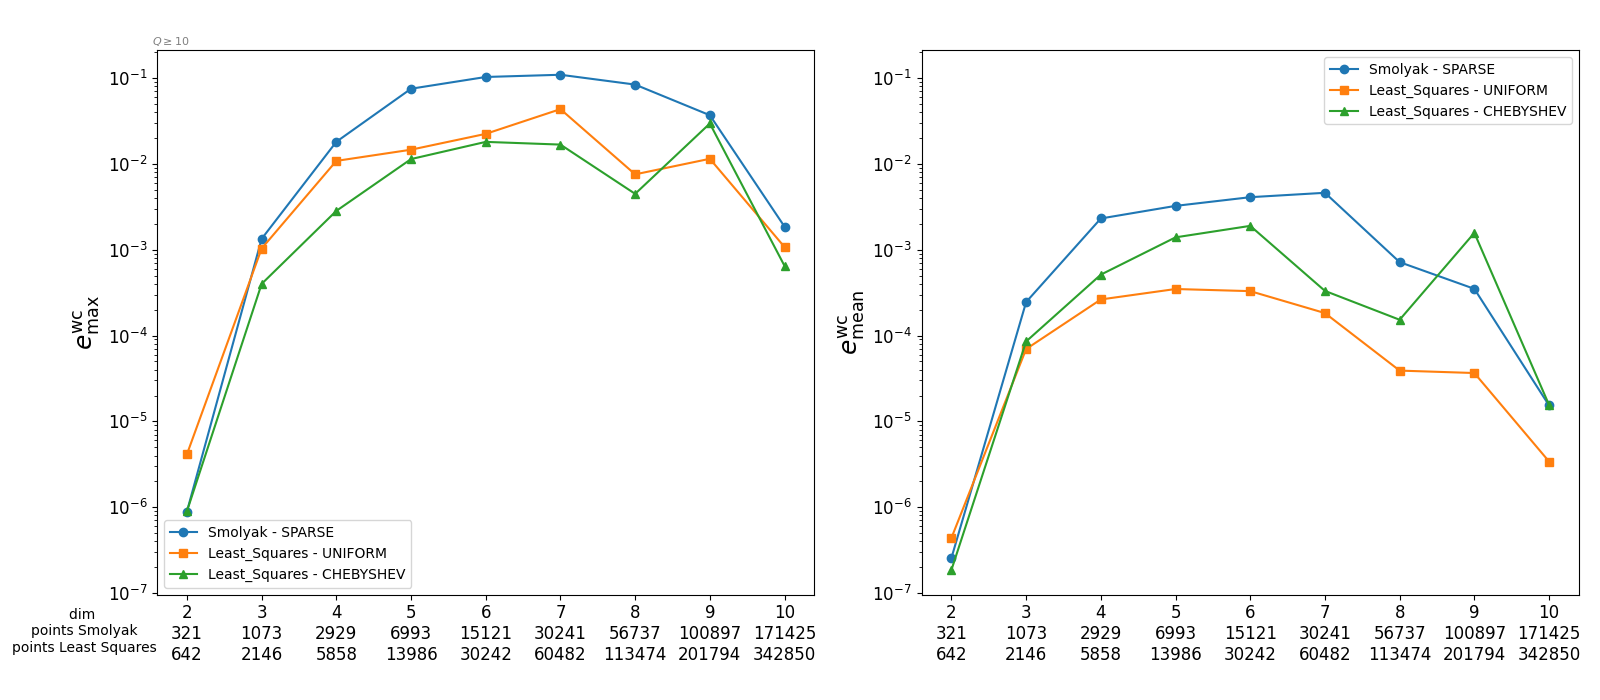 Q ≥ 10
10⁻¹
10⁻²
10⁻³
10⁻⁴
10⁻⁵
10⁻⁶
10⁻⁷
e^wc_max
Smolyak - SPARSE
Least_Squares - UNIFORM
Least_Squares - CHEBYSHEV
dim
points Smolyak
points Least Squares
2 3 4 5 6 7 8 9 10
321 1073 2929 6993 15121 30241 56737 100897 171425
642 2146 5858 13986 30242 60482 113474 201794 342850
10⁻¹
10⁻²
10⁻³
10⁻⁴
10⁻⁵
10⁻⁶
10⁻⁷
e^wc_mean
Smolyak - SPARSE
Least_Squares - UNIFORM
Least_Squares - CHEBYSHEV
2 3 4 5 6 7 8 9 10
321 1073 2929 6993 15121 30241 56737 100897 171425
642 2146 5858 13986 30242 60482 113474 201794 342850